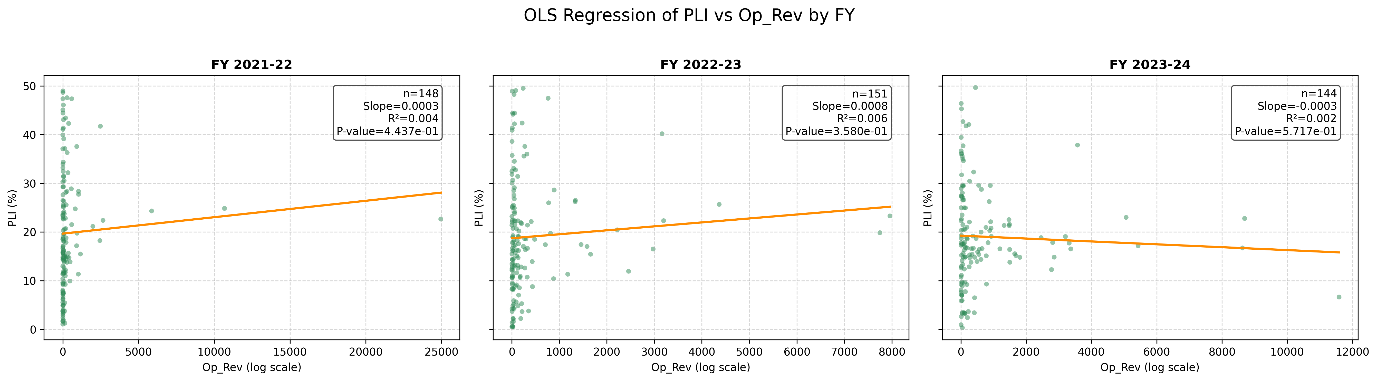 OLS Regression of PLI vs Op_Rev by FY
FY 2021-22
PLI (%)
50
40
30
20
10
0
n=148
Slope=0.0003
R²=0.004
P-value=4.437e-01
0 5000 10000 15000 20000 25000
Op_Rev (log scale)
FY 2022-23
PLI (%)
n=151
Slope=0.0008
R²=0.006
P-value=3.580e-01
0 1000 2000 3000 4000 5000 6000 7000 8000
Op_Rev (log scale)
FY 2023-24
PLI (%)
n=144
Slope=-0.0003
R²=0.002
P-value=5.717e-01
0 2000 4000 6000 8000 10000 12000
Op_Rev (log scale)